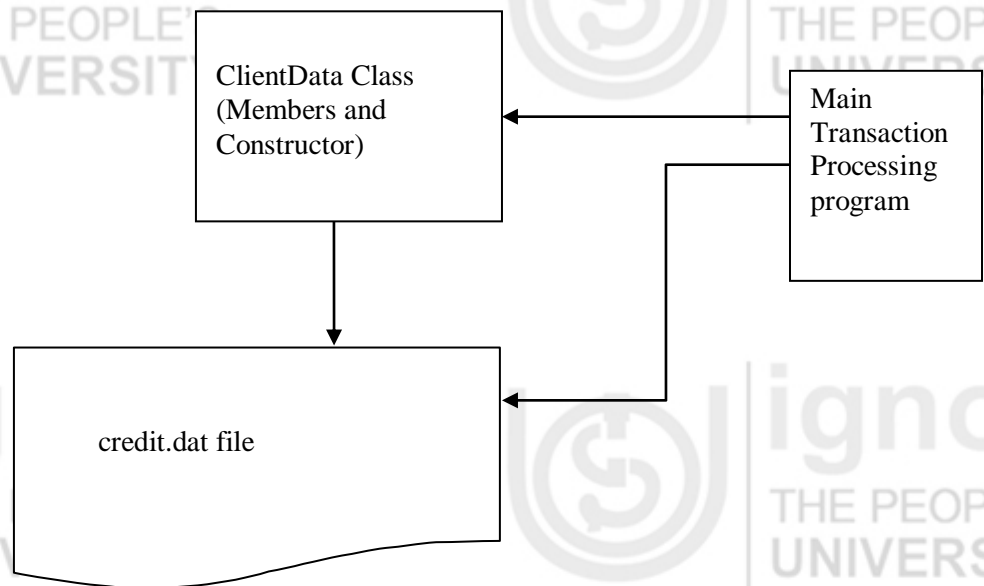 PEOPLE'S
VERSITY
THE PEOP
UNIVERS
ClientData Class
(Members and
Constructor)
Main
Transaction
Processing
program
credit.dat file
igno
THE PEOP
UNIVERS